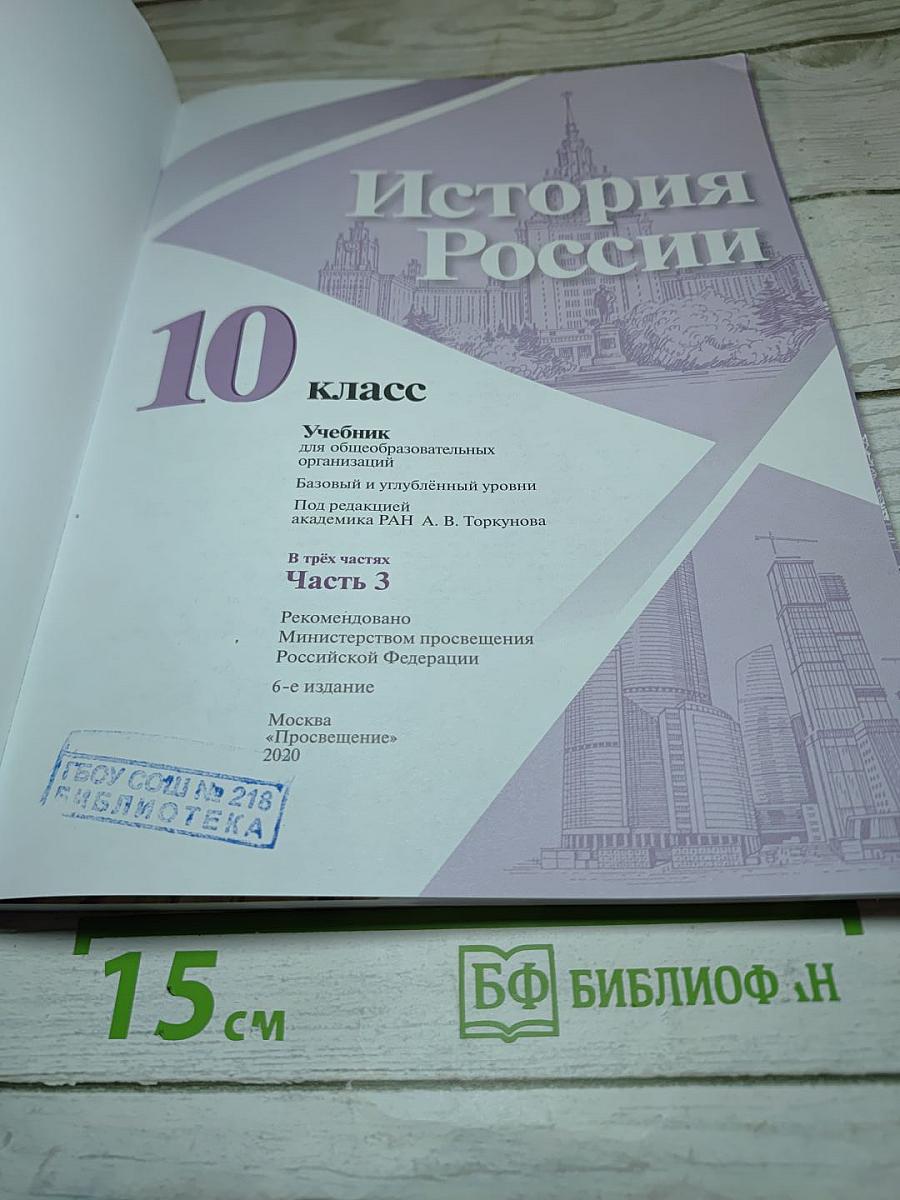 История
России
10 класс
Учебник
для общеобразовательных
организаций
Базовый и углублённый уровни
Под редакцией
академика РАН А. В. Торкунова
В трёх частях
Часть 3
Рекомендовано
Министерством просвещения
Российской Федерации
6-е издание
Москва
«Просвещение»
2020
ГБОУ СОШ № 218
БИБЛИОТЕКА
15 см
БФ БИБЛИОФАН